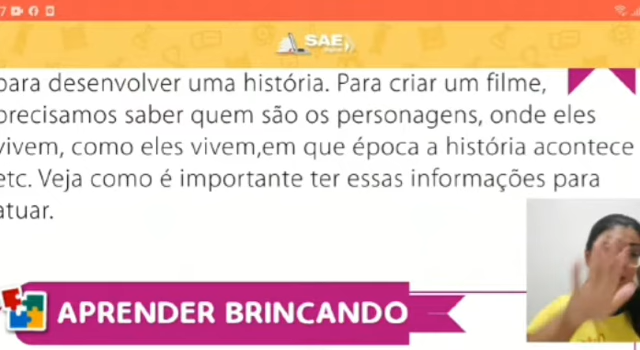 7
SAE
para desenvolver uma história. Para criar um filme,
precisamos saber quem são os personagens, onde eles
vivem, como eles vivem,em que época a história acontece
etc. Veja como é importante ter essas informações para
atuar.
APRENDER BRINCANDO